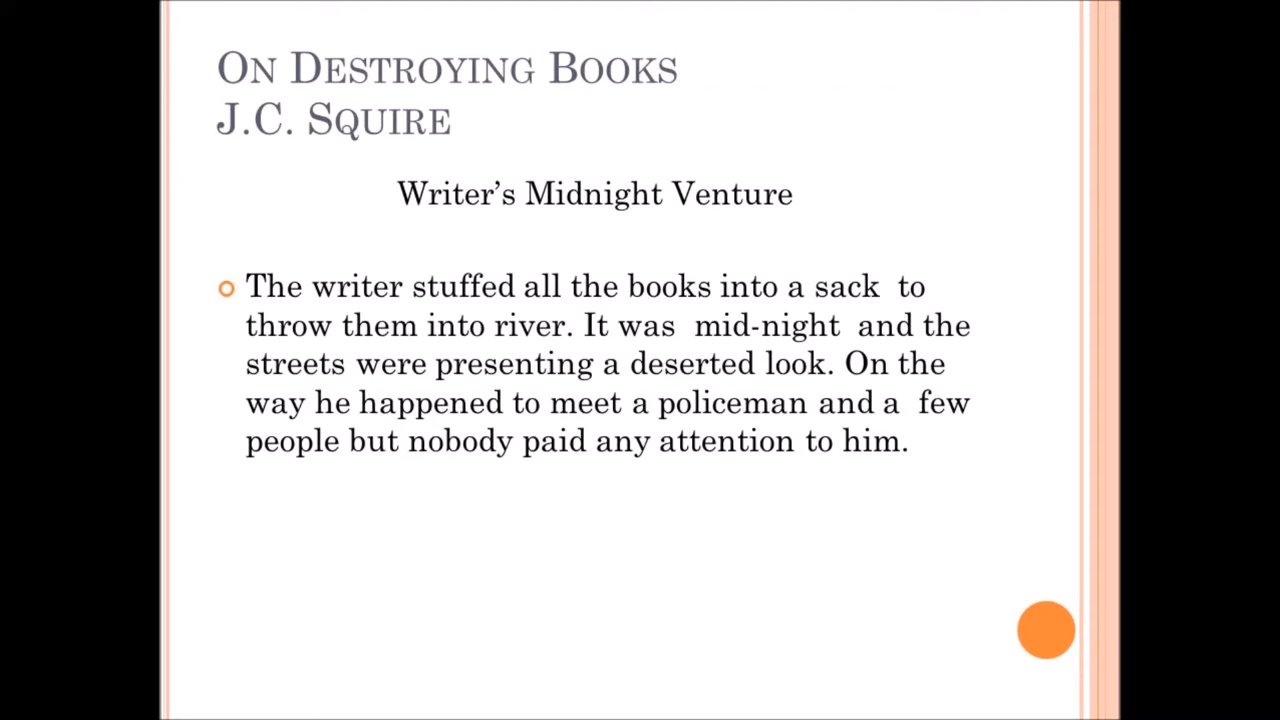 On Destroying Books
J.C. Squire
Writer's Midnight Venture
The writer stuffed all the books into a sack to
throw them into river. It was mid-night and the
streets were presenting a deserted look. On the
way he happened to meet a policeman and a few
people but nobody paid any attention to him.